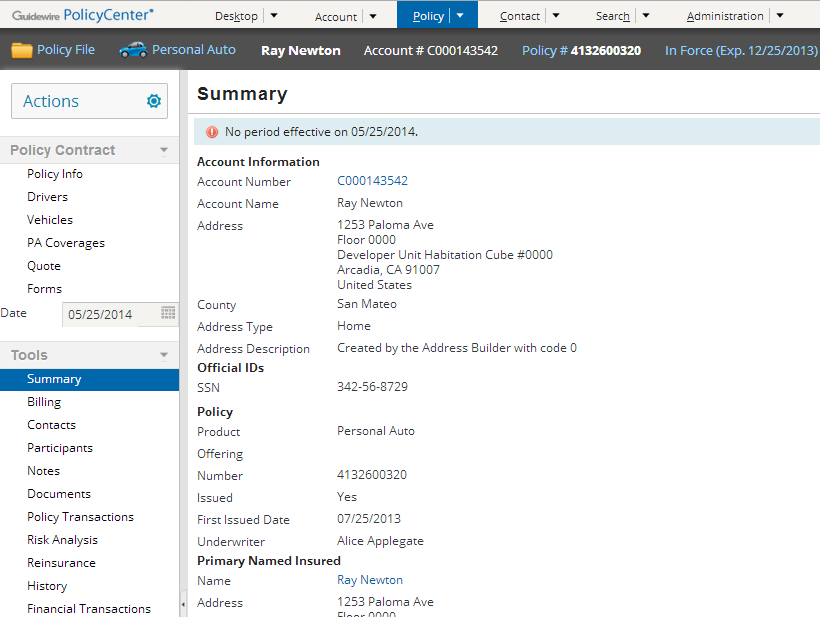 Guidewire PolicyCenter® Desktop Account Policy Contact Search Administration
Policy File Personal Auto Ray Newton Account # C000143542 Policy # 4132600320 In Force (Exp. 12/25/2013)
Actions
Policy Contract
Policy Info
Drivers
Vehicles
PA Coverages
Quote
Forms
Date 05/25/2014
Tools
Summary
Billing
Contacts
Participants
Notes
Documents
Policy Transactions
Risk Analysis
Reinsurance
History
Financial Transactions
Summary
No period effective on 05/25/2014.
Account Information
Account Number C000143542
Account Name Ray Newton
Address 1253 Paloma Ave
Floor 0000
Developer Unit Habitation Cube #0000
Arcadia, CA 91007
United States
County San Mateo
Address Type Home
Address Description Created by the Address Builder with code 0
Official IDs
SSN 342-56-8729
Policy
Product Personal Auto
Offering
Number 4132600320
Issued Yes
First Issued Date 07/25/2013
Underwriter Alice Applegate
Primary Named Insured
Name Ray Newton
Address 1253 Paloma Ave
Floor 0000